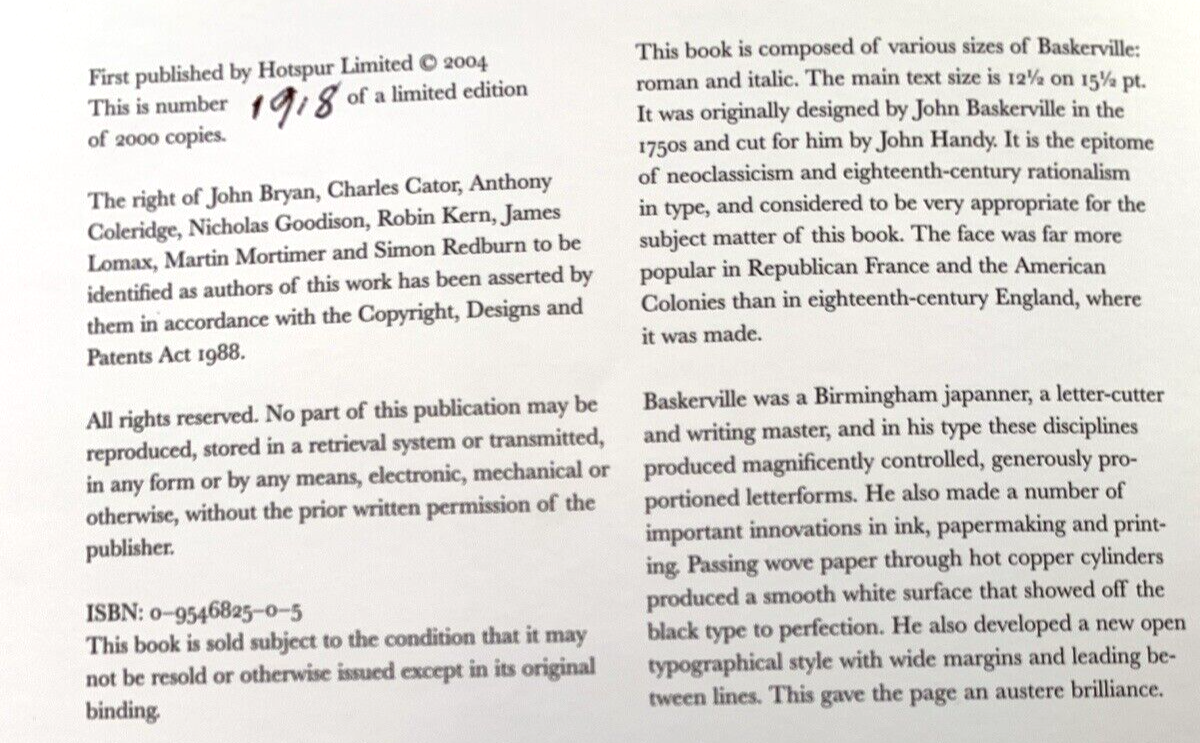 First published by Hotspur Limited © 2004
This is number 1918 of a limited edition
of 2000 copies.
The right of John Bryan, Charles Cator, Anthony
Coleridge, Nicholas Goodison, Robin Kern, James
Lomax, Martin Mortimer and Simon Redburn to be
identified as authors of this work has been asserted by
them in accordance with the Copyright, Designs and
Patents Act 1988.
All rights reserved. No part of this publication may be
reproduced, stored in a retrieval system or transmitted,
in any form or by any means, electronic, mechanical or
otherwise, without the prior written permission of the
publisher.
ISBN: 0–9546825–0–5
This book is sold subject to the condition that it may
not be resold or otherwise issued except in its original
binding.
This book is composed of various sizes of Baskerville:
roman and italic. The main text size is 12½ on 15½ pt.
It was originally designed by John Baskerville in the
1750s and cut for him by John Handy. It is the epitome
of neoclassicism and eighteenth-century rationalism
in type, and considered to be very appropriate for the
subject matter of this book. The face was far more
popular in Republican France and the American
Colonies than in eighteenth-century England, where
it was made.
Baskerville was a Birmingham japanner, a letter-cutter
and writing master, and in his type these disciplines
produced magnificently controlled, generously pro-
portioned letterforms. He also made a number of
important innovations in ink, papermaking and print-
ing. Passing wove paper through hot copper cylinders
produced a smooth white surface that showed off the
black type to perfection. He also developed a new open
typographical style with wide margins and leading be-
tween lines. This gave the page an austere brilliance.